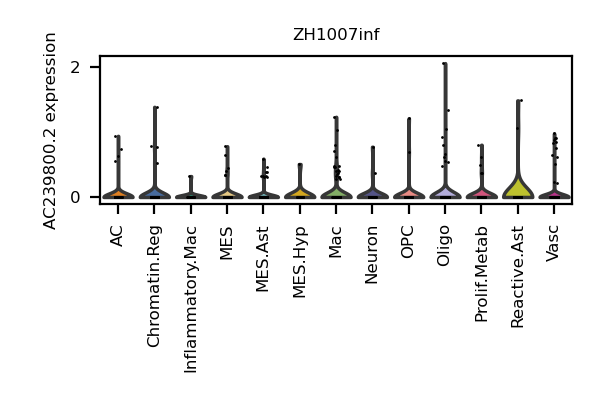 ZH1007inf
AC239800.2 expression
2
0
AC
Chromatin.Reg
Inflammatory.Mac
MES
MES.Ast
MES.Hyp
Mac
Neuron
OPC
Oligo
Prolif.Metab
Reactive.Ast
Vasc